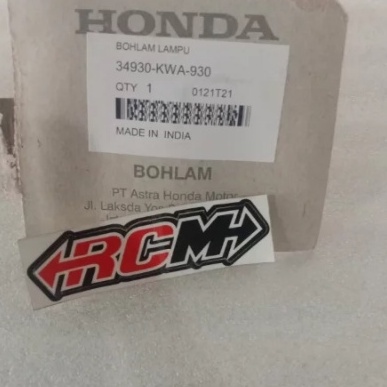 HONDA
BOHLAM LAMPU
34930-KWA-930
QTY 1 0121T21
MADE IN INDIA
BOHLAM
PT Astra Honda Motor
Jl. Laksda Yos
RCM